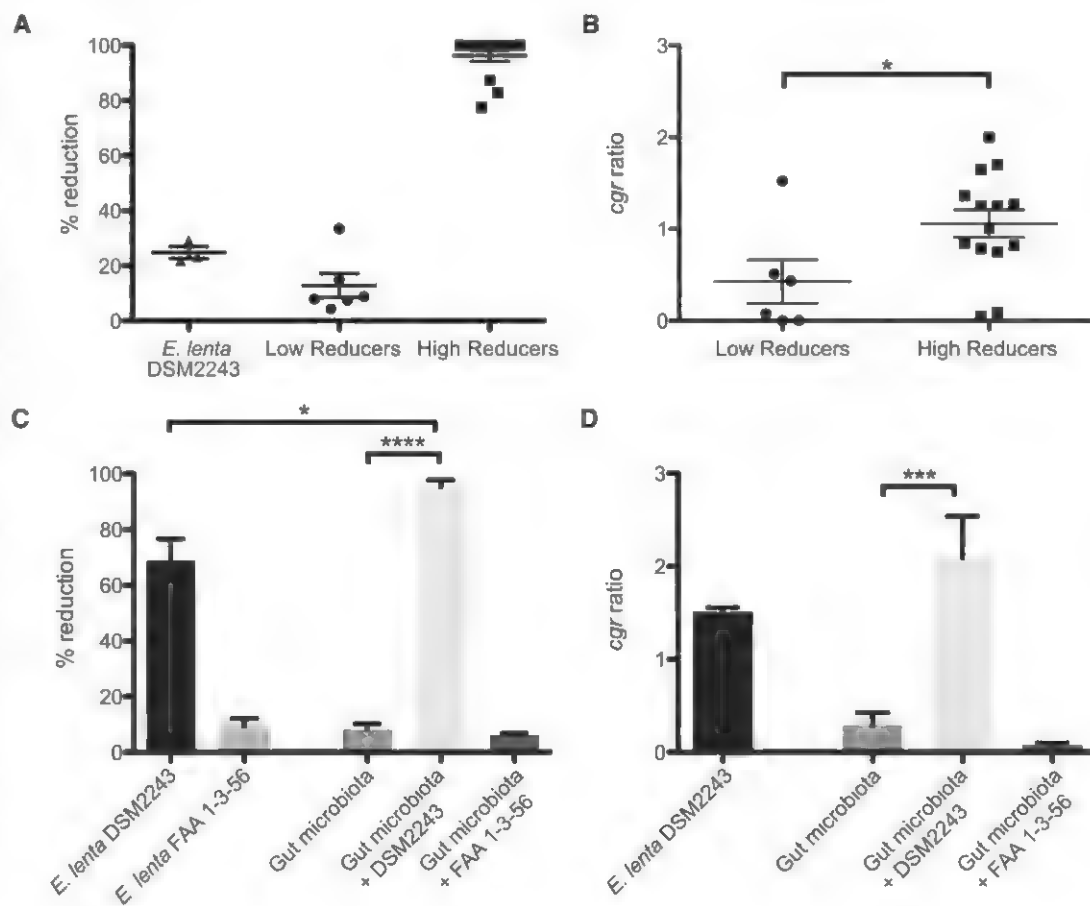 A
% reduction
100
80
60
40
20
0
E. lenta
DSM2243
Low Reducers
High Reducers
B
cgr ratio
3
2
1
0
*
Low Reducers
High Reducers
C
% reduction
100
80
60
40
20
0
*
****
E. lenta DSM2243
E. lenta FAA 1-3-56
Gut microbiota
Gut microbiota
+ DSM2243
Gut microbiota
+ FAA 1-3-56
D
cgr ratio
3
2
1
0
***
E. lenta DSM2243
Gut microbiota
Gut microbiota
+ DSM2243
Gut microbiota
+ FAA 1-3-56